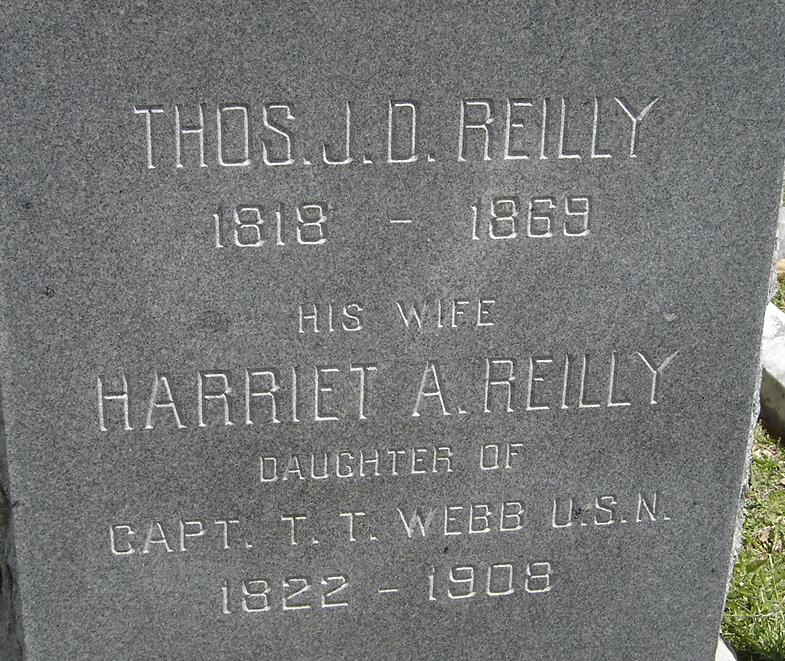 THOS. J. D. REILLY
1818 - 1869
HIS WIFE
HARRIET A. REILLY
DAUGHTER OF
CAPT. T. T. WEBB U.S.N.
1822 - 1908